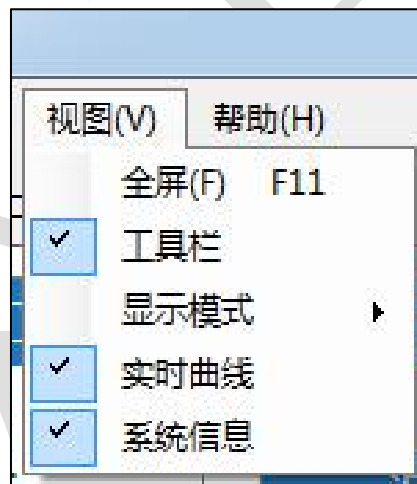 视图(V) 帮助(H)
全屏(F) F11
工具栏
显示模式
实时曲线
系统信息